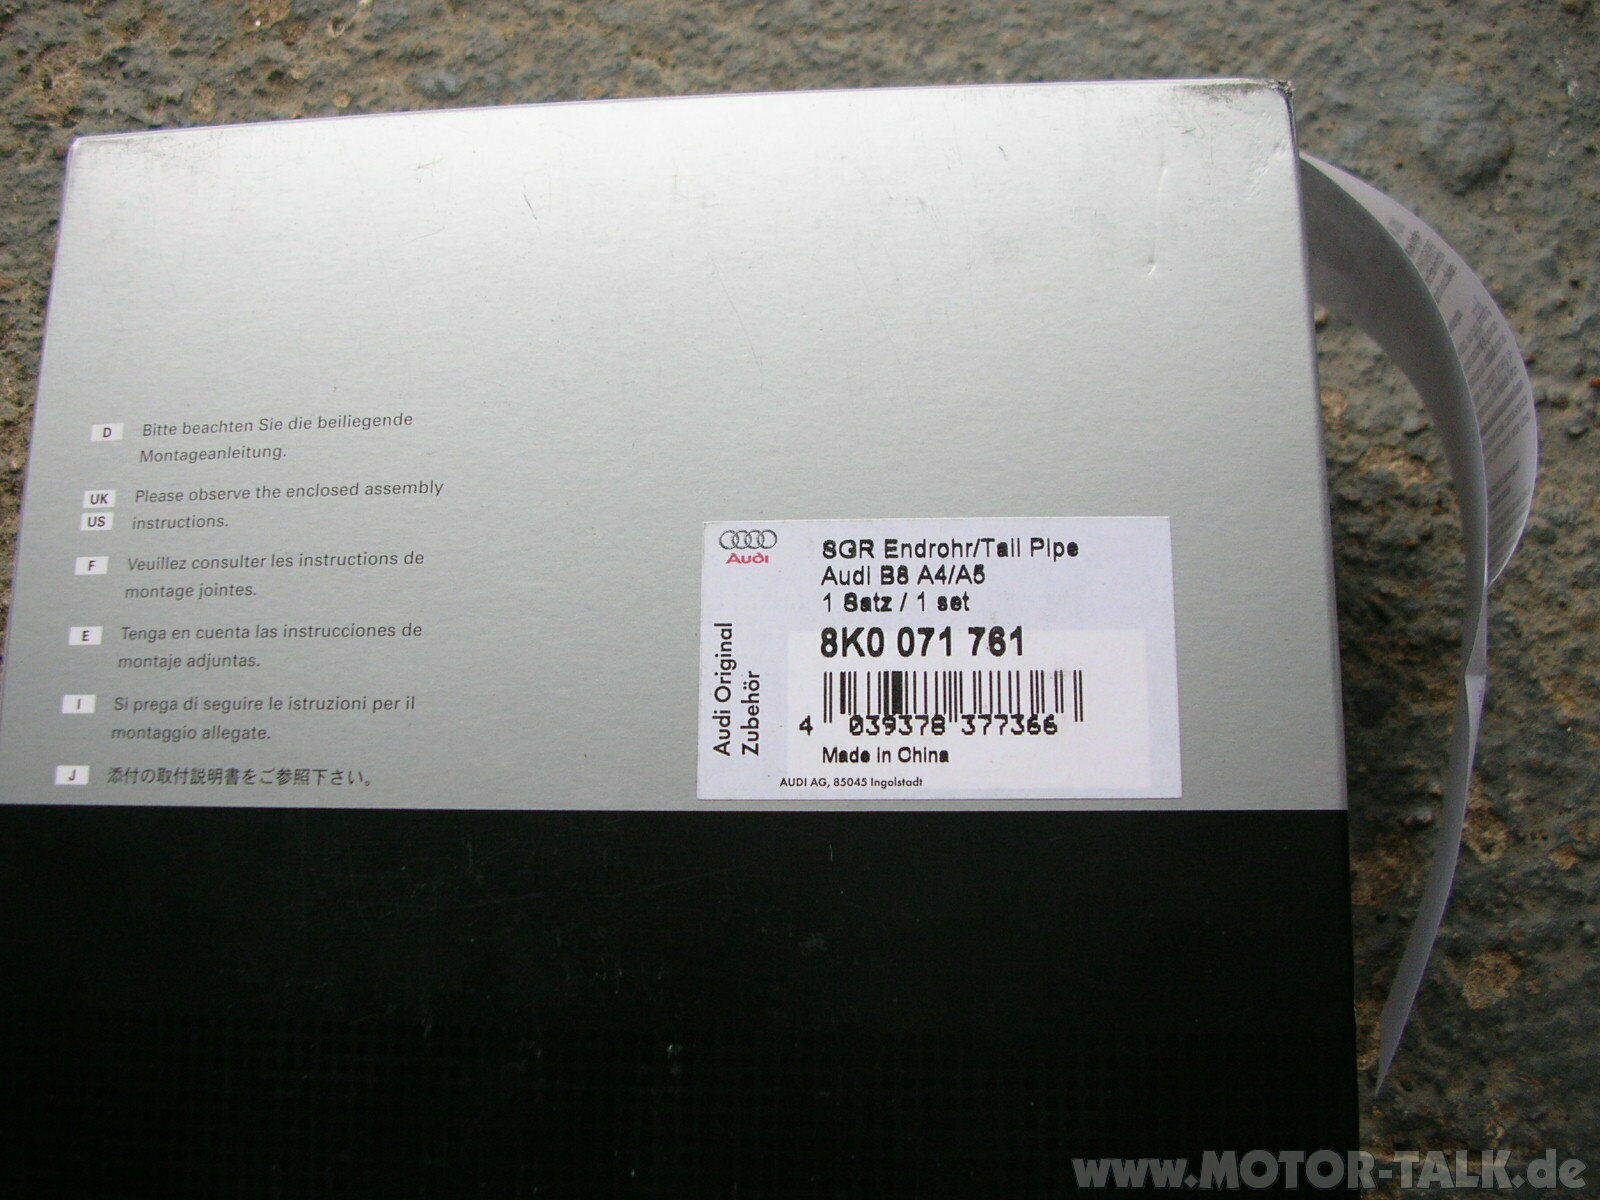 D Bitte beachten Sie die beiliegende
Montageanleitung.
UK Please observe the enclosed assembly
US instructions.
F Veuillez consulter les instructions de
montage jointes.
E Tenga en cuenta las instrucciones de
montaje adjuntas.
I Si prega di seguire le istruzioni per il
montaggio allegate.
J 添付の取付説明書をご参照下さい。
Audi
Audi Original
Zubehör
SGR Endrohr/Tail Pipe
Audi B8 A4/A5
1 Satz / 1 set
8K0 071 761
4 039378 377366
Made in China
AUDI AG, 85045 Ingolstadt
www.MOTOR-TALK.de